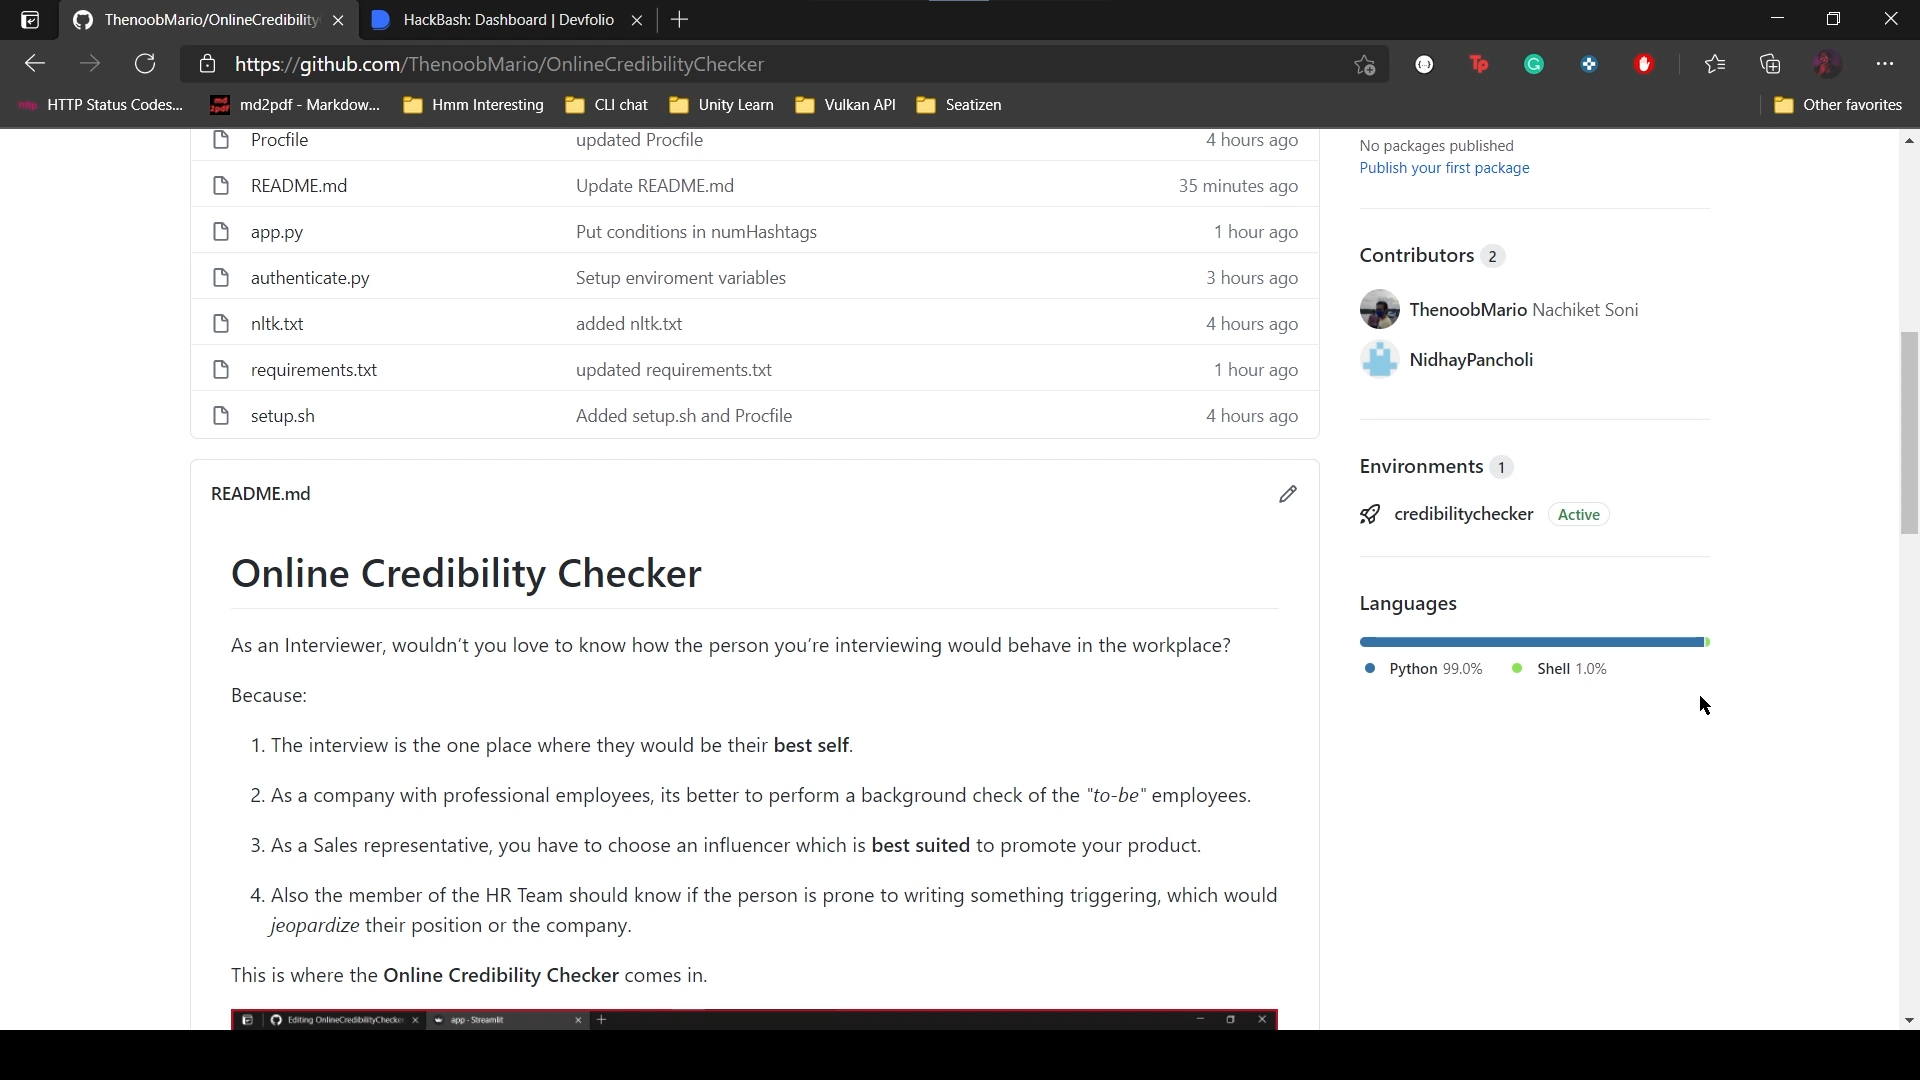 ThenoobMario/OnlineCredibility
HackBash: Dashboard | Devfolio
https://github.com/ThenoobMario/OnlineCredibilityChecker
HTTP Status Codes...
md2pdf - Markdow...
Hmm Interesting
CLI chat
Unity Learn
Vulkan API
Seatizen
Other favorites
Procfile updated Procfile 4 hours ago
README.md Update README.md 35 minutes ago
app.py Put conditions in numHashtags 1 hour ago
authenticate.py Setup enviroment variables 3 hours ago
nltk.txt added nltk.txt 4 hours ago
requirements.txt updated requirements.txt 1 hour ago
setup.sh Added setup.sh and Procfile 4 hours ago
README.md
Online Credibility Checker
As an Interviewer, wouldn't you love to know how the person you're interviewing would behave in the workplace?
Because:
1. The interview is the one place where they would be their best self.
2. As a company with professional employees, its better to perform a background check of the "to-be" employees.
3. As a Sales representative, you have to choose an influencer which is best suited to promote your product.
4. Also the member of the HR Team should know if the person is prone to writing something triggering, which would
jeopardize their position or the company.
This is where the Online Credibility Checker comes in.
Editing OnlineCredibilityChecker
app · Streamlit
No packages published
Publish your first package
Contributors 2
ThenoobMario Nachiket Soni
NidhayPancholi
Environments 1
credibilitychecker Active
Languages
Python 99.0% Shell 1.0%